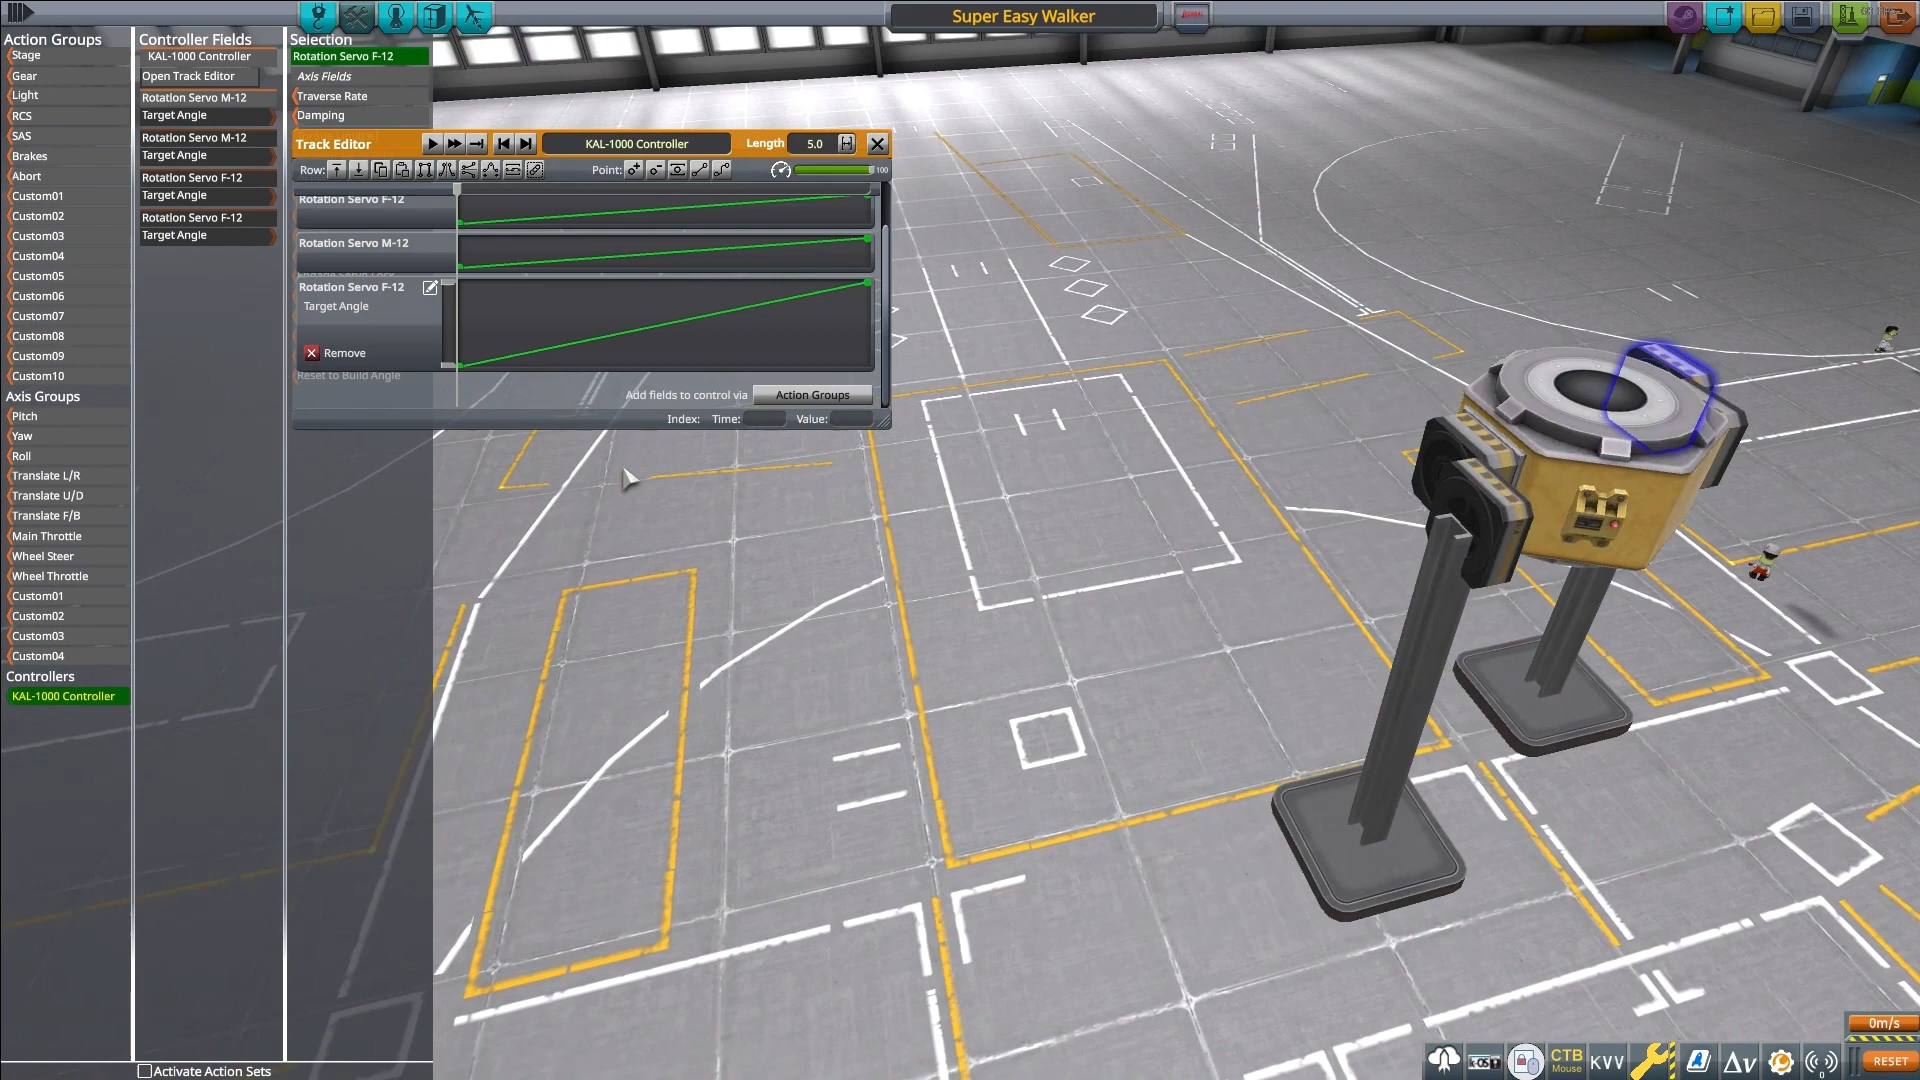 Super Easy Walker
Action Groups
Stage
Gear
Light
RCS
SAS
Brakes
Abort
Custom01
Custom02
Custom03
Custom04
Custom05
Custom06
Custom07
Custom08
Custom09
Custom10
Axis Groups
Pitch
Yaw
Roll
Translate L/R
Translate U/D
Translate F/B
Main Throttle
Wheel Steer
Wheel Throttle
Custom01
Custom02
Custom03
Custom04
Controllers
KAL-1000 Controller
Controller Fields
KAL-1000 Controller
Open Track Editor
Rotation Servo M-12
Target Angle
Rotation Servo M-12
Target Angle
Rotation Servo F-12
Target Angle
Rotation Servo F-12
Target Angle
Activate Action Sets
Selection
Rotation Servo F-12
Axis Fields
Traverse Rate
Damping
Track Editor
KAL-1000 Controller
Length 5.0
Row:
Point:
100
Rotation Servo F-12
Rotation Servo M-12
Rotation Servo F-12
Target Angle
Remove
Reset to Build Angle
Add fields to control via Action Groups
Index: Time: Value:
0m/s
CTB
Mouse
KVV
Δv
0
RESET